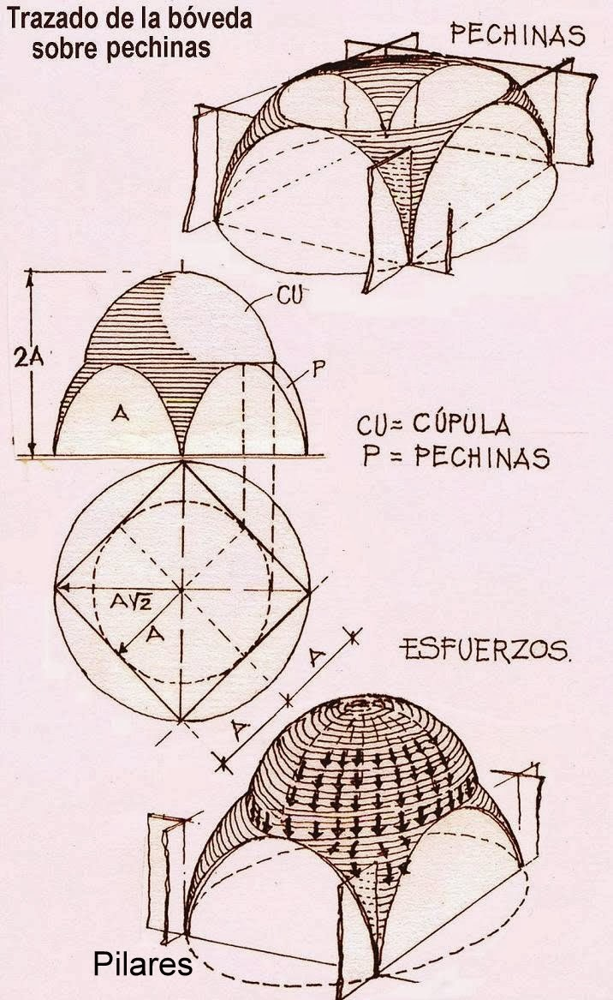 Trazado de la bóveda
sobre pechinas
PECHINAS
CU
2A
P
A
CU= CÚPULA
P = PECHINAS
A√2
A
A
A
ESFUERZOS.
Pilares